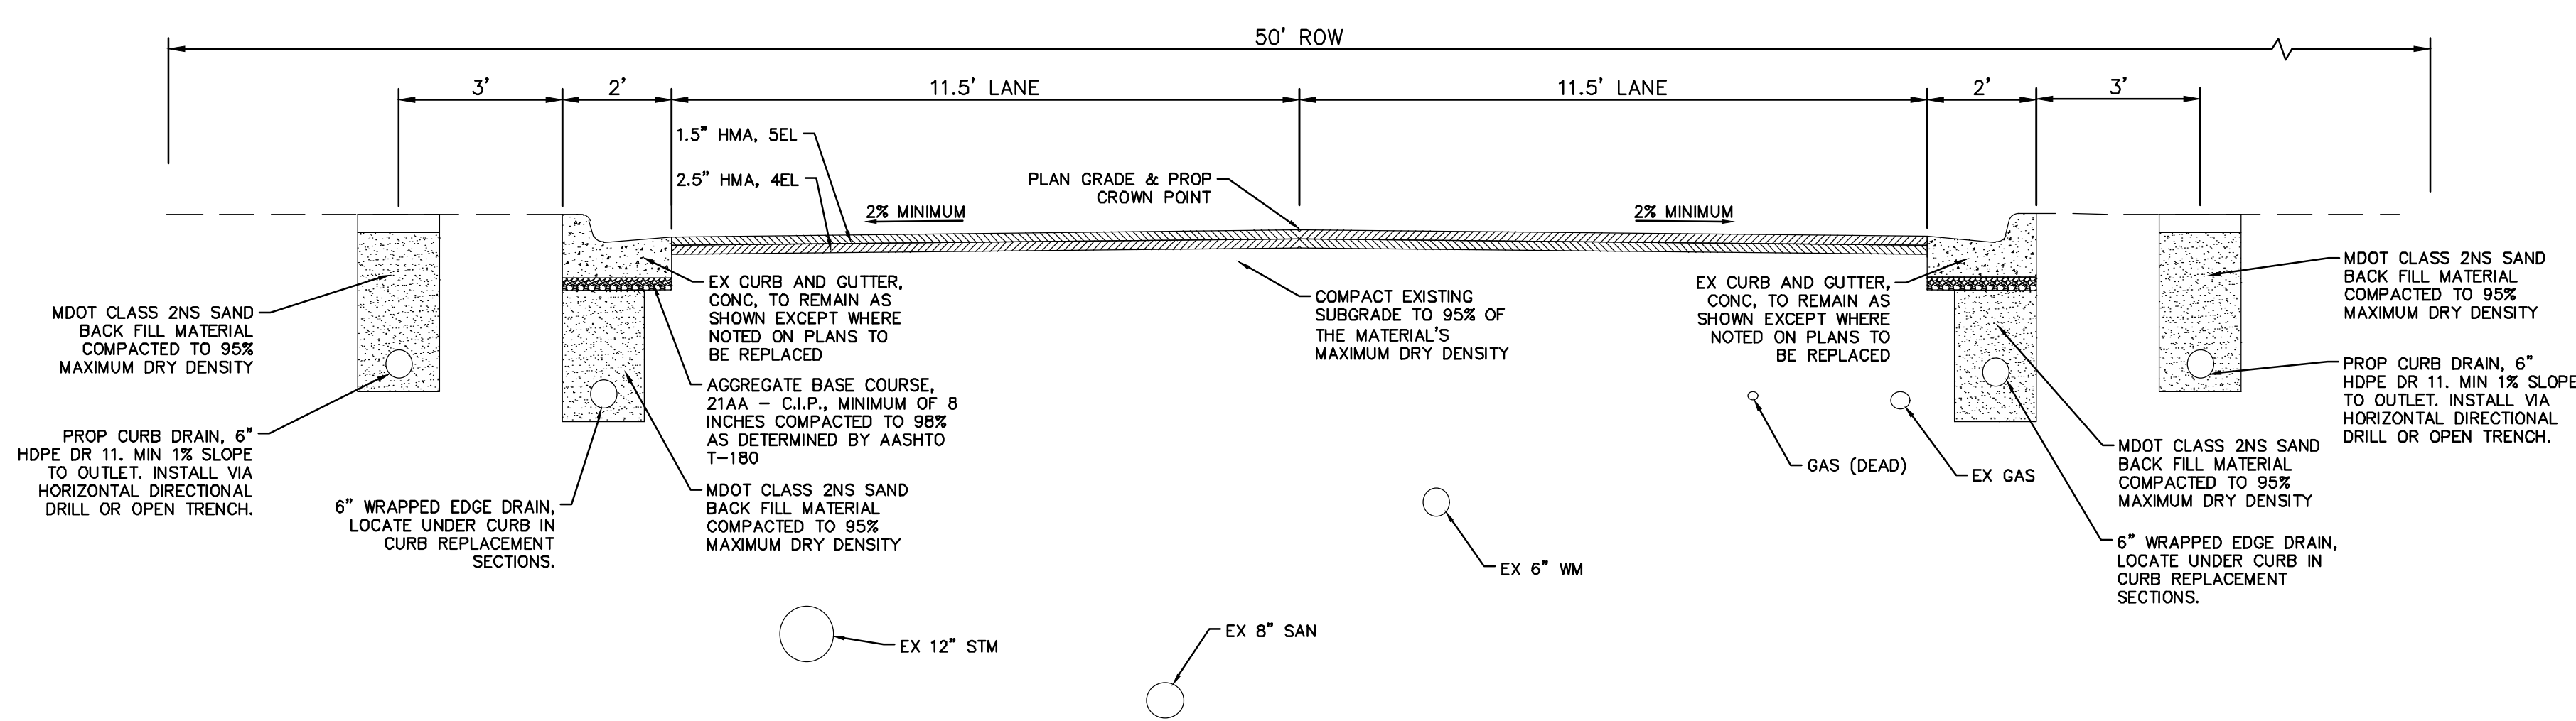 50' ROW
3'
2'
11.5' LANE
11.5' LANE
2'
3'
1.5" HMA, 5EL
2.5" HMA, 4EL
PLAN GRADE & PROP
CROWN POINT
2% MINIMUM
2% MINIMUM
MDOT CLASS 2NS SAND
BACK FILL MATERIAL
COMPACTED TO 95%
MAXIMUM DRY DENSITY
PROP CURB DRAIN, 6"
HDPE DR 11. MIN 1% SLOPE
TO OUTLET. INSTALL VIA
HORIZONTAL DIRECTIONAL
DRILL OR OPEN TRENCH.
6" WRAPPED EDGE DRAIN,
LOCATE UNDER CURB IN
CURB REPLACEMENT
SECTIONS.
EX CURB AND GUTTER,
CONC, TO REMAIN AS
SHOWN EXCEPT WHERE
NOTED ON PLANS TO
BE REPLACED
AGGREGATE BASE COURSE,
21AA - C.I.P., MINIMUM OF 8
INCHES COMPACTED TO 98%
AS DETERMINED BY AASHTO
T-180
MDOT CLASS 2NS SAND
BACK FILL MATERIAL
COMPACTED TO 95%
MAXIMUM DRY DENSITY
COMPACT EXISTING
SUBGRADE TO 95% OF
THE MATERIAL'S
MAXIMUM DRY DENSITY
EX CURB AND GUTTER,
CONC, TO REMAIN AS
SHOWN EXCEPT WHERE
NOTED ON PLANS TO
BE REPLACED
GAS (DEAD)
EX GAS
EX 6" WM
EX 12" STM
EX 8" SAN
MDOT CLASS 2NS SAND
BACK FILL MATERIAL
COMPACTED TO 95%
MAXIMUM DRY DENSITY
PROP CURB DRAIN, 6"
HDPE DR 11. MIN 1% SLOPE
TO OUTLET. INSTALL VIA
HORIZONTAL DIRECTIONAL
DRILL OR OPEN TRENCH.
MDOT CLASS 2NS SAND
BACK FILL MATERIAL
COMPACTED TO 95%
MAXIMUM DRY DENSITY
6" WRAPPED EDGE DRAIN,
LOCATE UNDER CURB IN
CURB REPLACEMENT
SECTIONS.